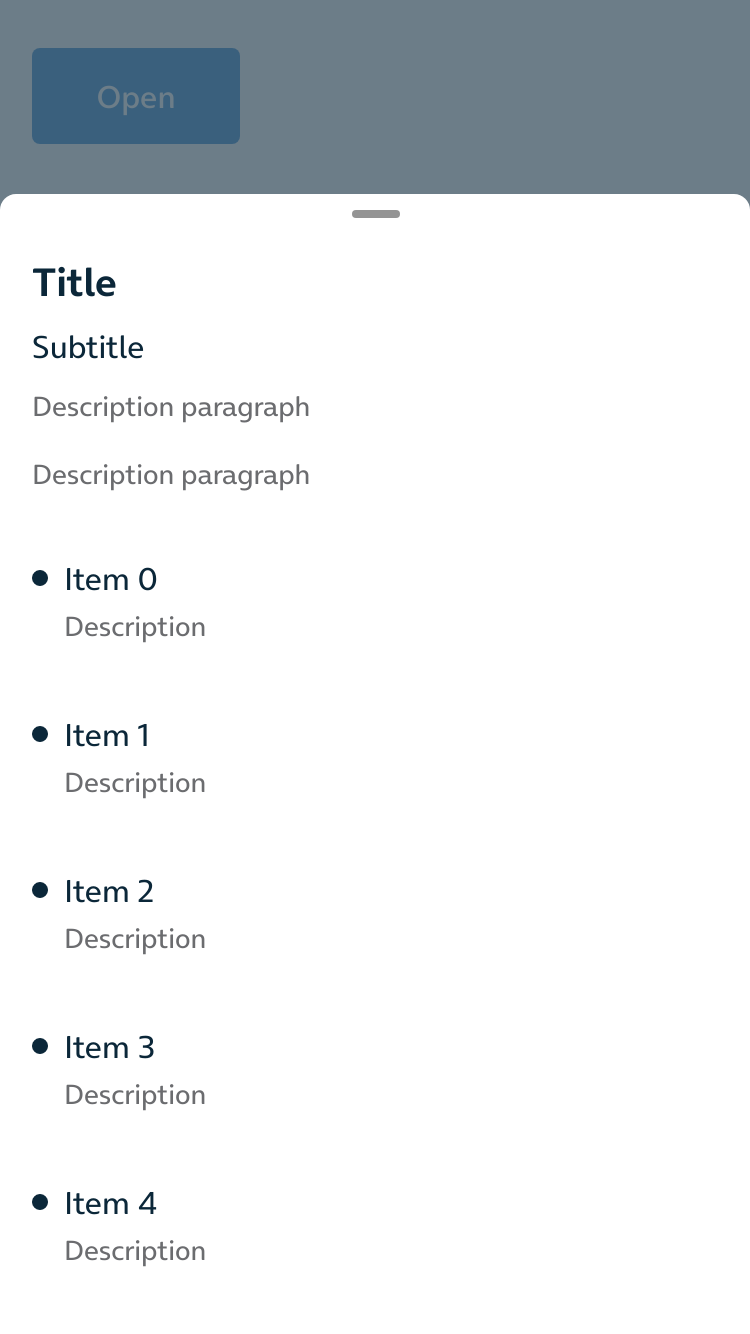 Open
Title
Subtitle
Description paragraph
Description paragraph
Item 0
Description
Item 1
Description
Item 2
Description
Item 3
Description
Item 4
Description